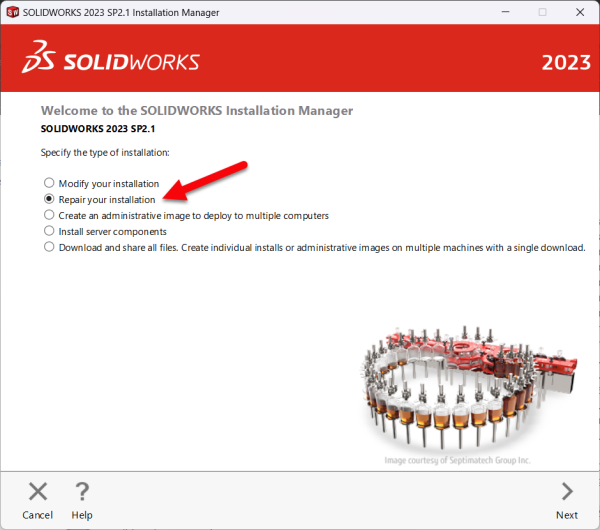 SOLIDWORKS 2023 SP2.1 Installation Manager
SOLIDWORKS
2023
Welcome to the SOLIDWORKS Installation Manager
SOLIDWORKS 2023 SP2.1
Specify the type of installation:
Modify your installation
Repair your installation
Create an administrative image to deploy to multiple computers
Install server components
Download and share all files. Create individual installs or administrative images on multiple machines with a single download.
Image courtesy of Septimatech Group Inc.
Cancel
Help
Next